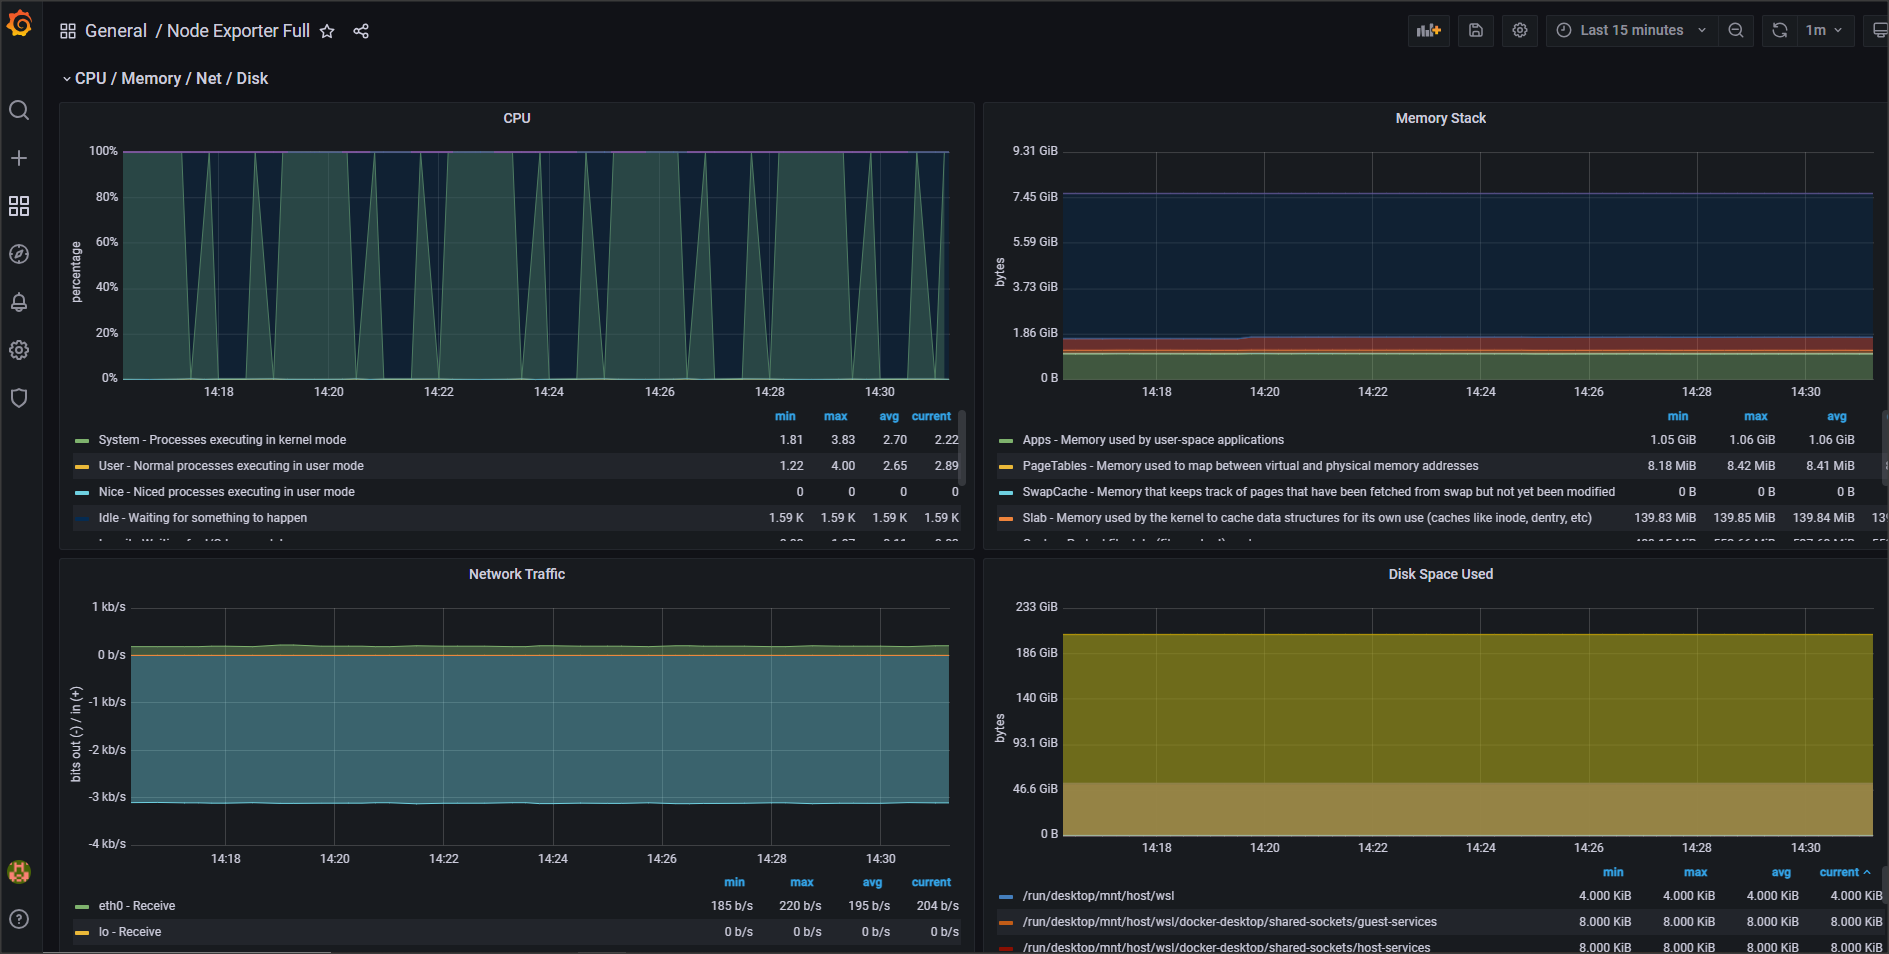 General / Node Exporter Full
Last 15 minutes
1m
CPU / Memory / Net / Disk
CPU
percentage
100%
80%
60%
40%
20%
0%
14:18 14:20 14:22 14:24 14:26 14:28 14:30
min max avg current
System - Processes executing in kernel mode 1.81 3.83 2.70 2.22
User - Normal processes executing in user mode 1.22 4.00 2.65 2.89
Nice - Niced processes executing in user mode 0 0 0 0
Idle - Waiting for something to happen 1.59 K 1.59 K 1.59 K 1.59 K
Memory Stack
bytes
9.31 GiB
7.45 GiB
5.59 GiB
3.73 GiB
1.86 GiB
0 B
14:18 14:20 14:22 14:24 14:26 14:28 14:30
min max avg
Apps - Memory used by user-space applications 1.05 GiB 1.06 GiB 1.06 GiB
PageTables - Memory used to map between virtual and physical memory addresses 8.18 MiB 8.42 MiB 8.41 MiB
SwapCache - Memory that keeps track of pages that have been fetched from swap but not yet been modified 0 B 0 B 0 B
Slab - Memory used by the kernel to cache data structures for its own use (caches like inode, dentry, etc) 139.83 MiB 139.85 MiB 139.84 MiB
Network Traffic
bits out (-) / in (+)
1 kb/s
0 b/s
-1 kb/s
-2 kb/s
-3 kb/s
-4 kb/s
14:18 14:20 14:22 14:24 14:26 14:28 14:30
min max avg current
eth0 - Receive 185 b/s 220 b/s 195 b/s 204 b/s
lo - Receive 0 b/s 0 b/s 0 b/s 0 b/s
Disk Space Used
bytes
233 GiB
186 GiB
140 GiB
93.1 GiB
46.6 GiB
0 B
14:18 14:20 14:22 14:24 14:26 14:28 14:30
min max avg current
/run/desktop/mnt/host/wsl 4.000 KiB 4.000 KiB 4.000 KiB 4.000 KiB
/run/desktop/mnt/host/wsl/docker-desktop/shared-sockets/guest-services 8.000 KiB 8.000 KiB 8.000 KiB 8.000 KiB
/run/desktop/mnt/host/wsl/docker-desktop/shared-sockets/host-services 8.000 KiB 8.000 KiB 8.000 KiB 8.000 KiB